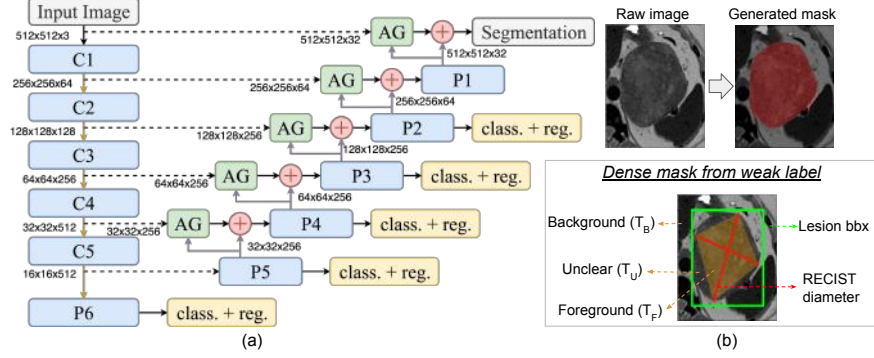 Input Image
AG
Segmentation
512x512x32
512x512x3
512x512x32
C1
AG
P1
256x256x64
256x256x64
256x256x64
C2
AG
P2
class. + reg.
128x128x128
128x128x256
128x128x256
C3
AG
P3
class. + reg.
64x64x256
64x64x256
64x64x256
C4
AG
P4
class. + reg.
32x32x512
32x32x256
32x32x256
C5
P5
class. + reg.
16x16x512
P6
class. + reg.
(a)
Raw image
Generated mask
Dense mask from weak label
Background (TB)
Lesion bbx
Unclear (TU)
RECIST
diameter
Foreground (TF)
(b)